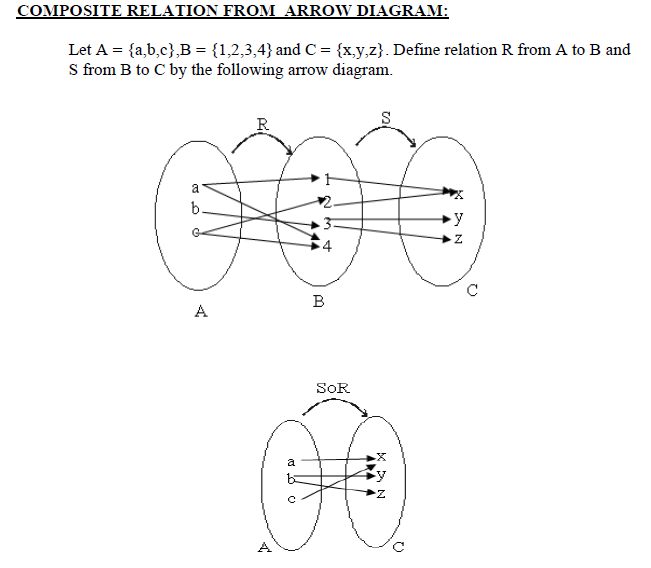 COMPOSITE RELATION FROM ARROW DIAGRAM:
Let A = {a,b,c},B = {1,2,3,4} and C = {x,y,z}. Define relation R from A to B and
S from B to C by the following arrow diagram.
R
S
a
b
c
1
2
3
4
x
y
z
A
B
C
SoR
a
b
c
x
y
z
A
C